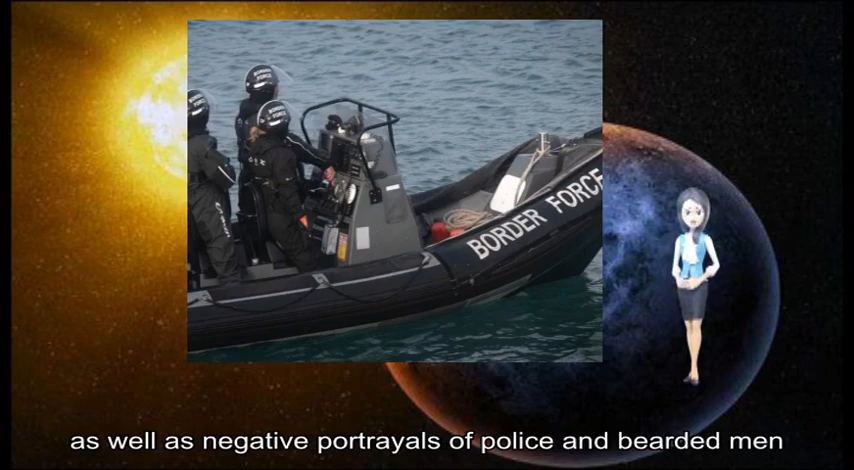 BORDER FORCE
as well as negative portrayals of police and bearded men